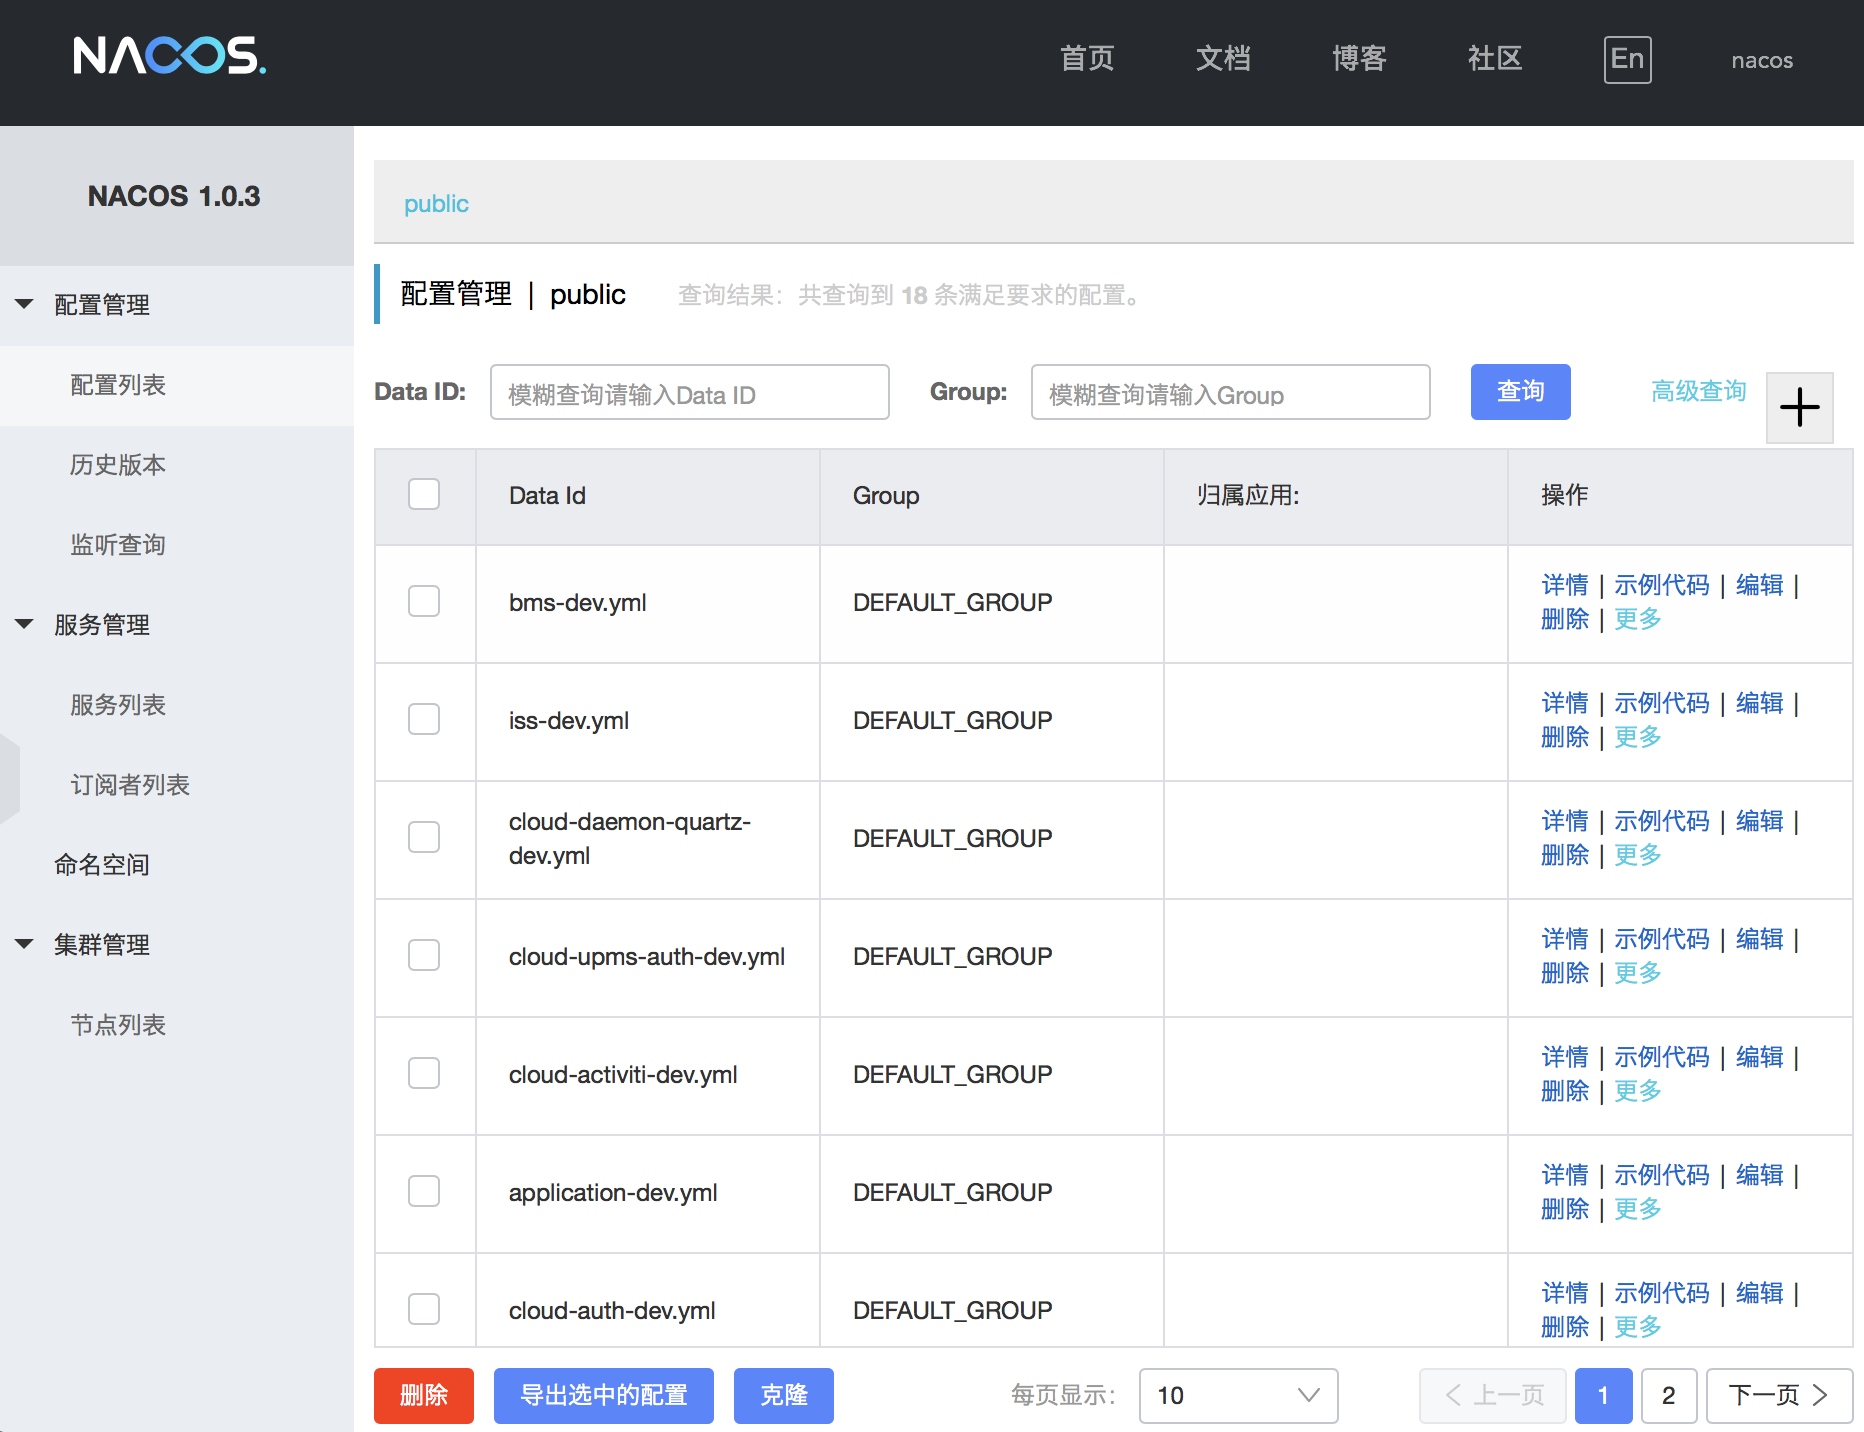 NACOS.
首页 文档 博客 社区 En nacos
NACOS 1.0.3
配置管理
配置列表
历史版本
监听查询
服务管理
服务列表
订阅者列表
命名空间
集群管理
节点列表
public
配置管理 | public 查询结果：共查询到 18 条满足要求的配置。
Data ID: 模糊查询请输入Data ID Group: 模糊查询请输入Group 查询 高级查询
Data Id Group 归属应用: 操作
bms-dev.yml DEFAULT_GROUP 详情 | 示例代码 | 编辑 |
删除 | 更多
iss-dev.yml DEFAULT_GROUP 详情 | 示例代码 | 编辑 |
删除 | 更多
cloud-daemon-quartz-
dev.yml DEFAULT_GROUP 详情 | 示例代码 | 编辑 |
删除 | 更多
cloud-upms-auth-dev.yml DEFAULT_GROUP 详情 | 示例代码 | 编辑 |
删除 | 更多
cloud-activiti-dev.yml DEFAULT_GROUP 详情 | 示例代码 | 编辑 |
删除 | 更多
application-dev.yml DEFAULT_GROUP 详情 | 示例代码 | 编辑 |
删除 | 更多
cloud-auth-dev.yml DEFAULT_GROUP 详情 | 示例代码 | 编辑 |
删除 | 更多
删除 导出选中的配置 克隆 每页显示： 10 上一页 1 2 下一页